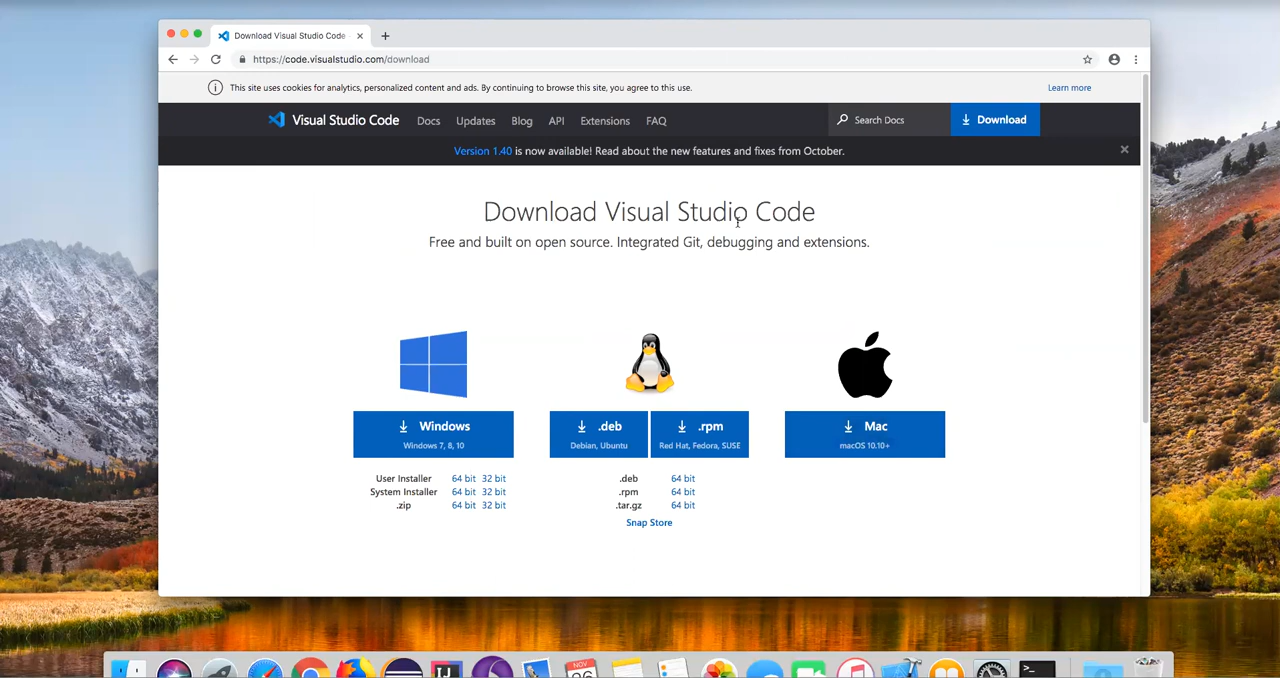 Download Visual Studio Code
https://code.visualstudio.com/download
This site uses cookies for analytics, personalized content and ads. By continuing to browse this site, you agree to this use. Learn more
Visual Studio Code Docs Updates Blog API Extensions FAQ Search Docs Download
Version 1.40 is now available! Read about the new features and fixes from October.
Download Visual Studio Code
Free and built on open source. Integrated Git, debugging and extensions.
Windows
Windows 7, 8, 10
.deb
Debian, Ubuntu
.rpm
Red Hat, Fedora, SUSE
Mac
macOS 10.10+
User Installer 64 bit 32 bit
System Installer 64 bit 32 bit
.zip 64 bit 32 bit
.deb 64 bit
.rpm 64 bit
.tar.gz 64 bit
Snap Store
NOV